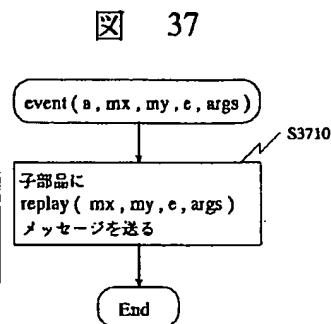 図 37
event ( a , mx , my , e , args )
S3710
子部品に
replay ( mx , my , e , args )
メッセージを送る
End